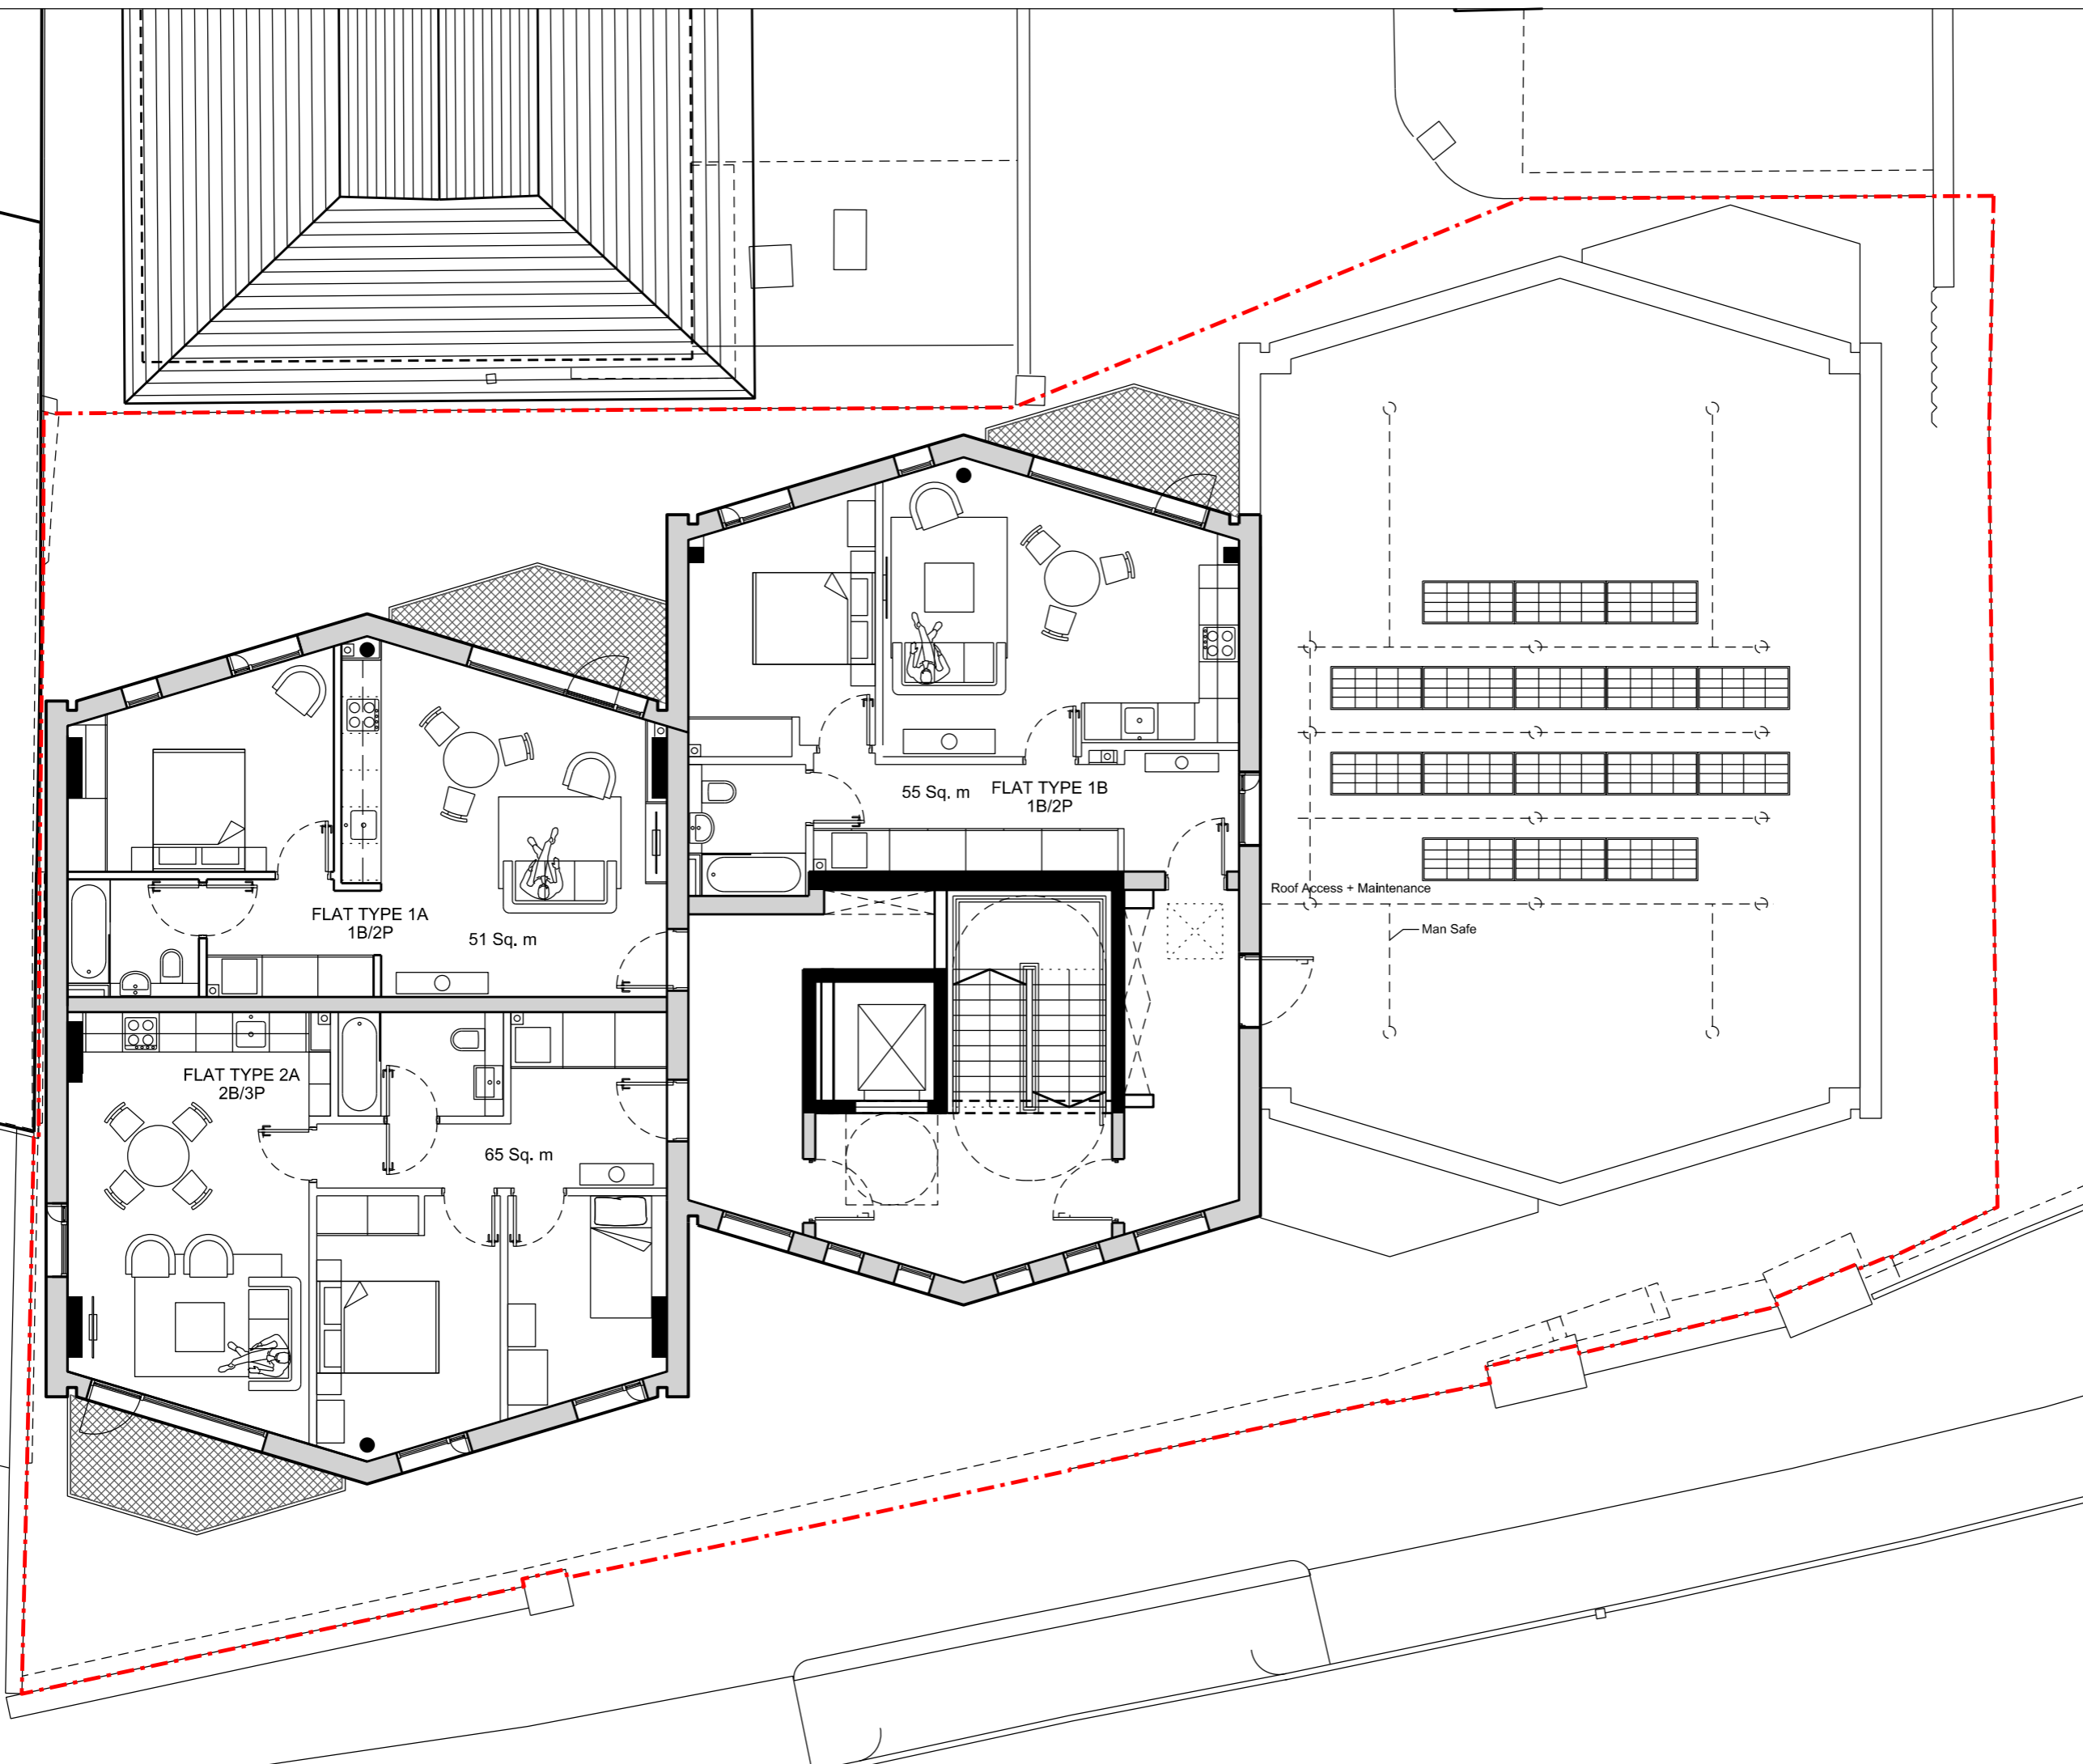 55 Sq. m
FLAT TYPE 1B
1B/2P
Roof Access + Maintenance
FLAT TYPE 1A
1B/2P
51 Sq. m
Man Safe
FLAT TYPE 2A
2B/3P
65 Sq. m